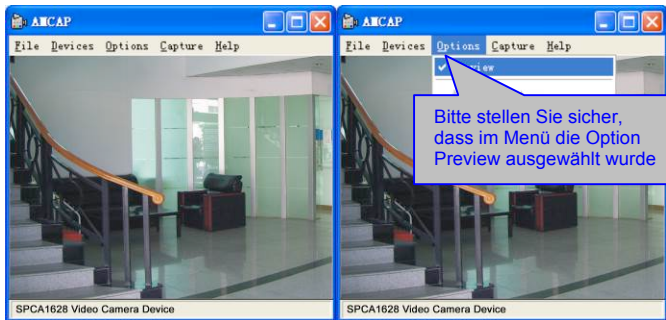 AMCAP
File Devices Options Capture Help
SPCA1628 Video Camera Device
AMCAP
File Devices Options Capture Help
Bitte stellen Sie sicher,
dass im Menü die Option
Preview ausgewählt wurde
SPCA1628 Video Camera Device